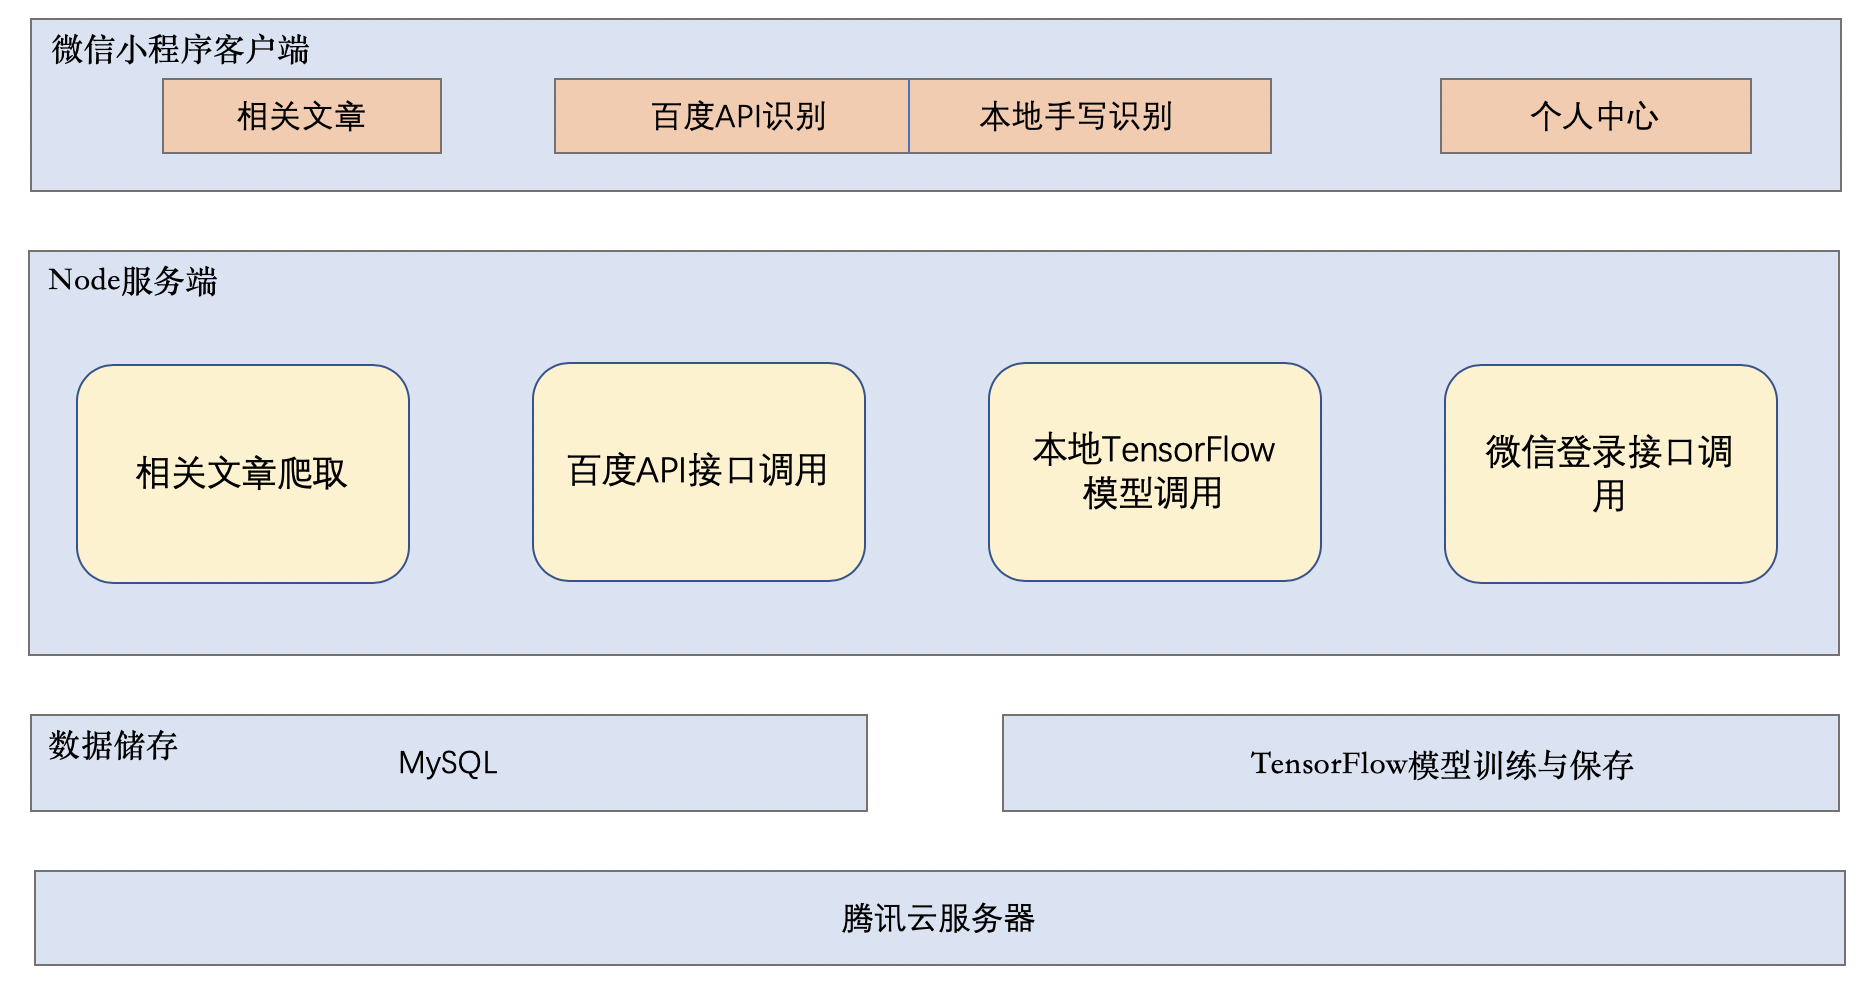 微信小程序客户端
相关文章
百度API识别
本地手写识别
个人中心
Node服务端
相关文章爬取
百度API接口调用
本地TensorFlow
模型调用
微信登录接口调
用
数据储存
MySQL
TensorFlow模型训练与保存
腾讯云服务器